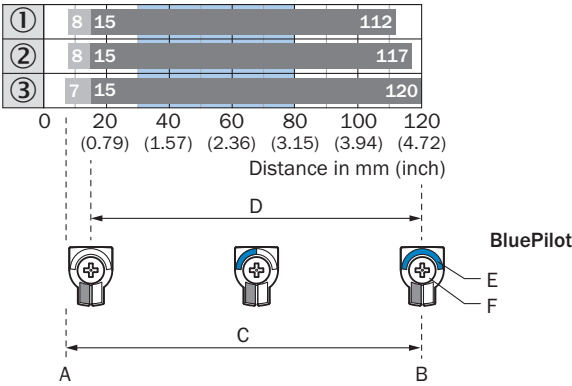 ① 8 15 112
② 8 15 117
③ 7 15 120
0 20 40 60 80 100 120
(0.79) (1.57) (2.36) (3.15) (3.94) (4.72)
Distance in mm (inch)
D
BluePilot
E
F
C
A B